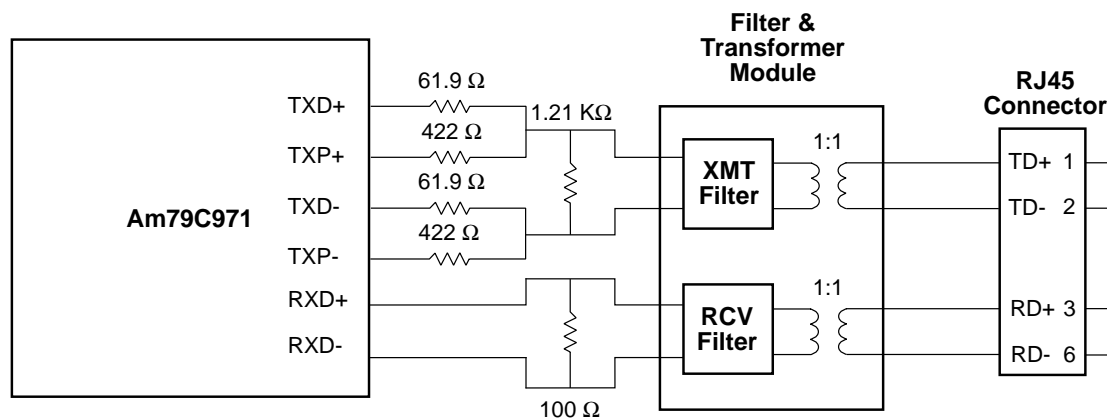 Filter &
Transformer
Module
RJ45
Connector
61.9 Ω
TXD+
1.21 KΩ
422 Ω
TXP+
61.9 Ω
TXD-
422 Ω
TXP-
Am79C971
RXD+
RXD-
100 Ω
XMT
Filter
1:1
RCV
Filter
1:1
TD+ 1
TD- 2
RD+ 3
RD- 6